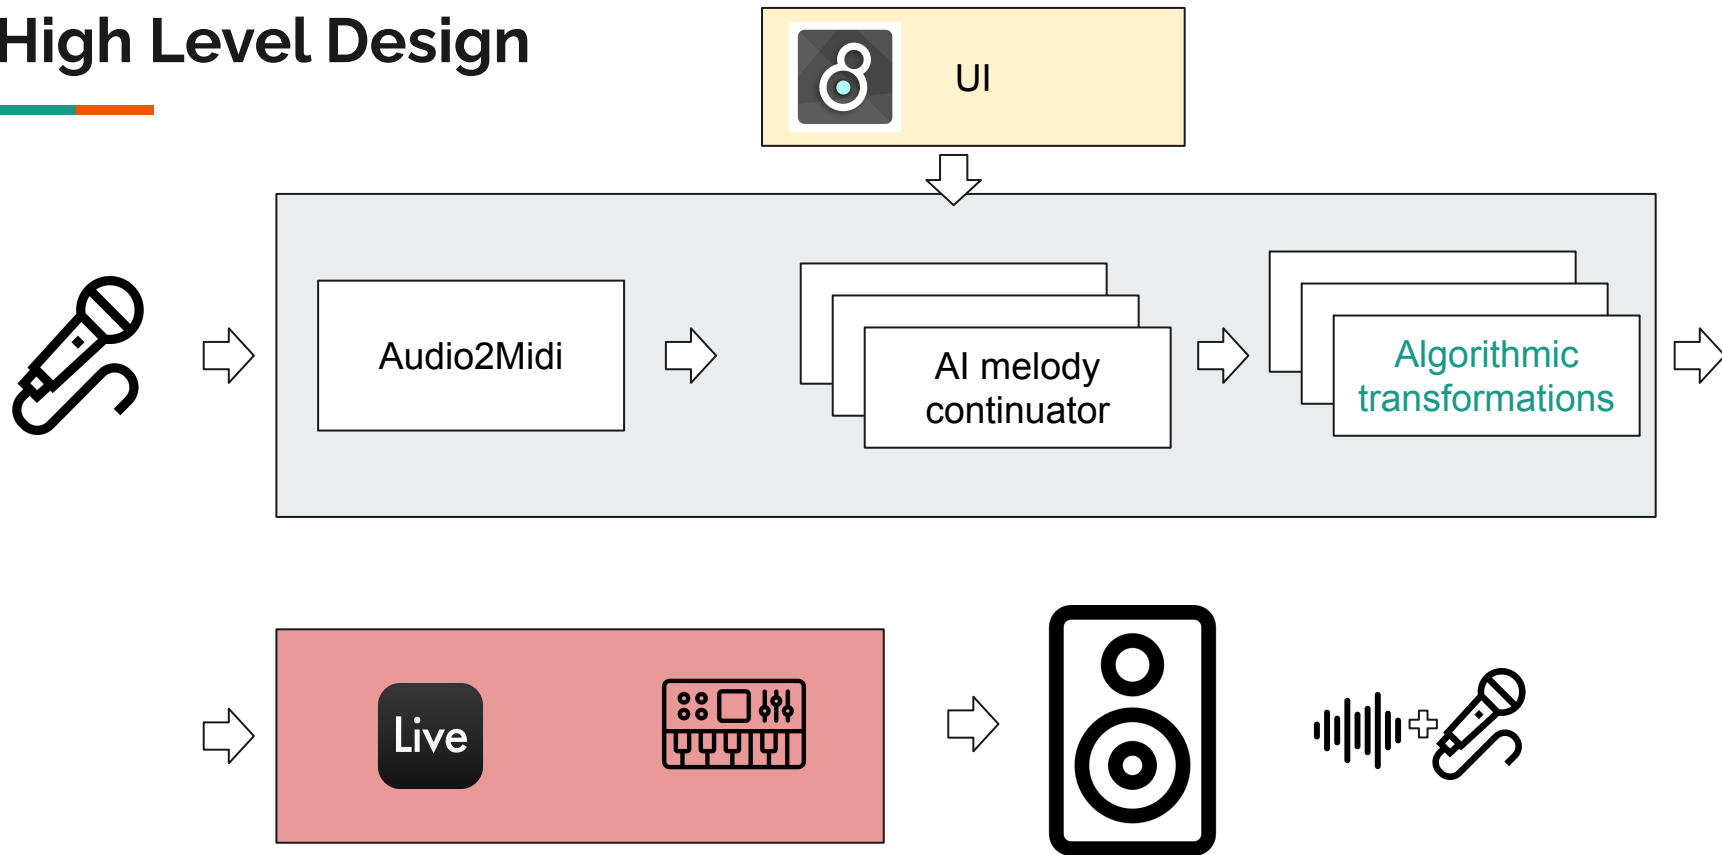 High Level Design
UI
Audio2Midi
AI melody
continuator
Algorithmic
transformations
Live